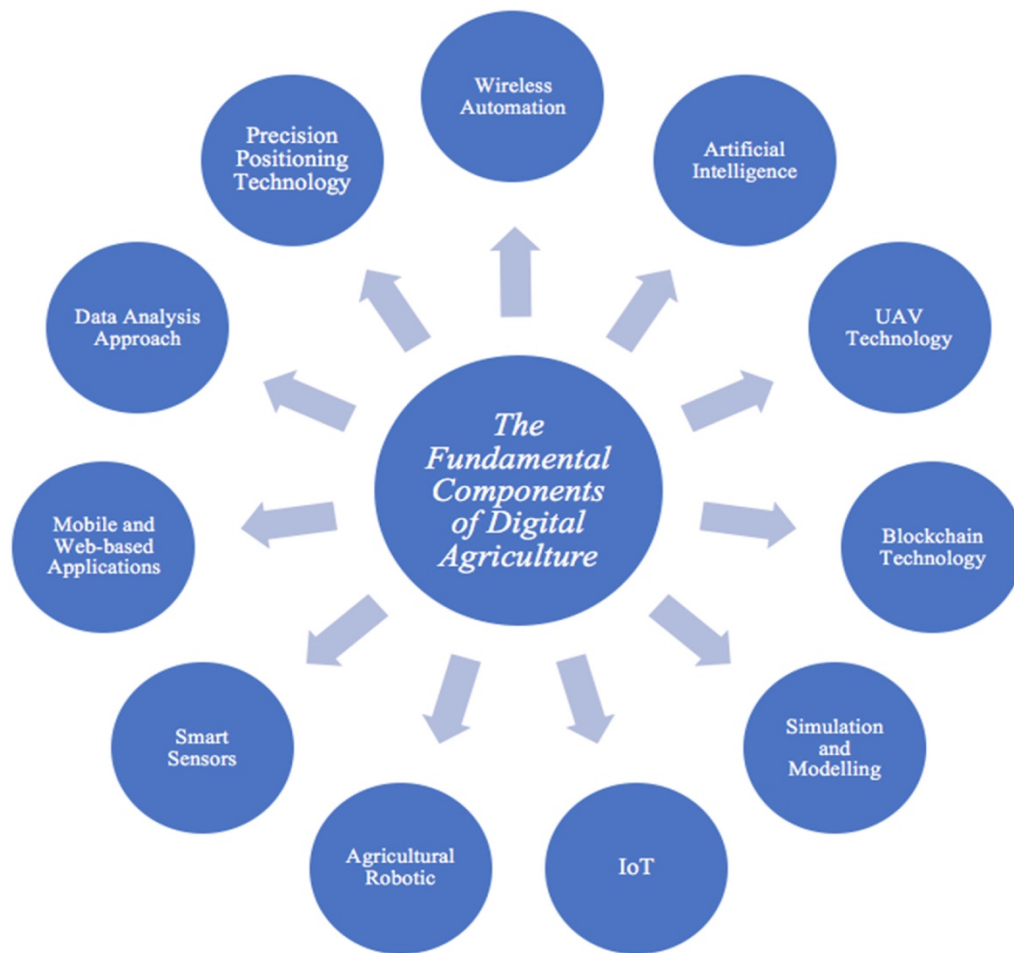 Wireless
Automation
Artificial
Intelligence
UAV
Technology
Blockchain
Technology
Simulation
and
Modelling
IoT
Agricultural
Robotic
Smart
Sensors
Mobile and
Web-based
Applications
Data Analysis
Approach
Precision
Positioning
Technology
The
Fundamental
Components
of Digital
Agriculture